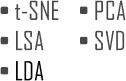 ▪ t-SNE ▪ PCA
▪ LSA ▪ SVD
▪ LDA